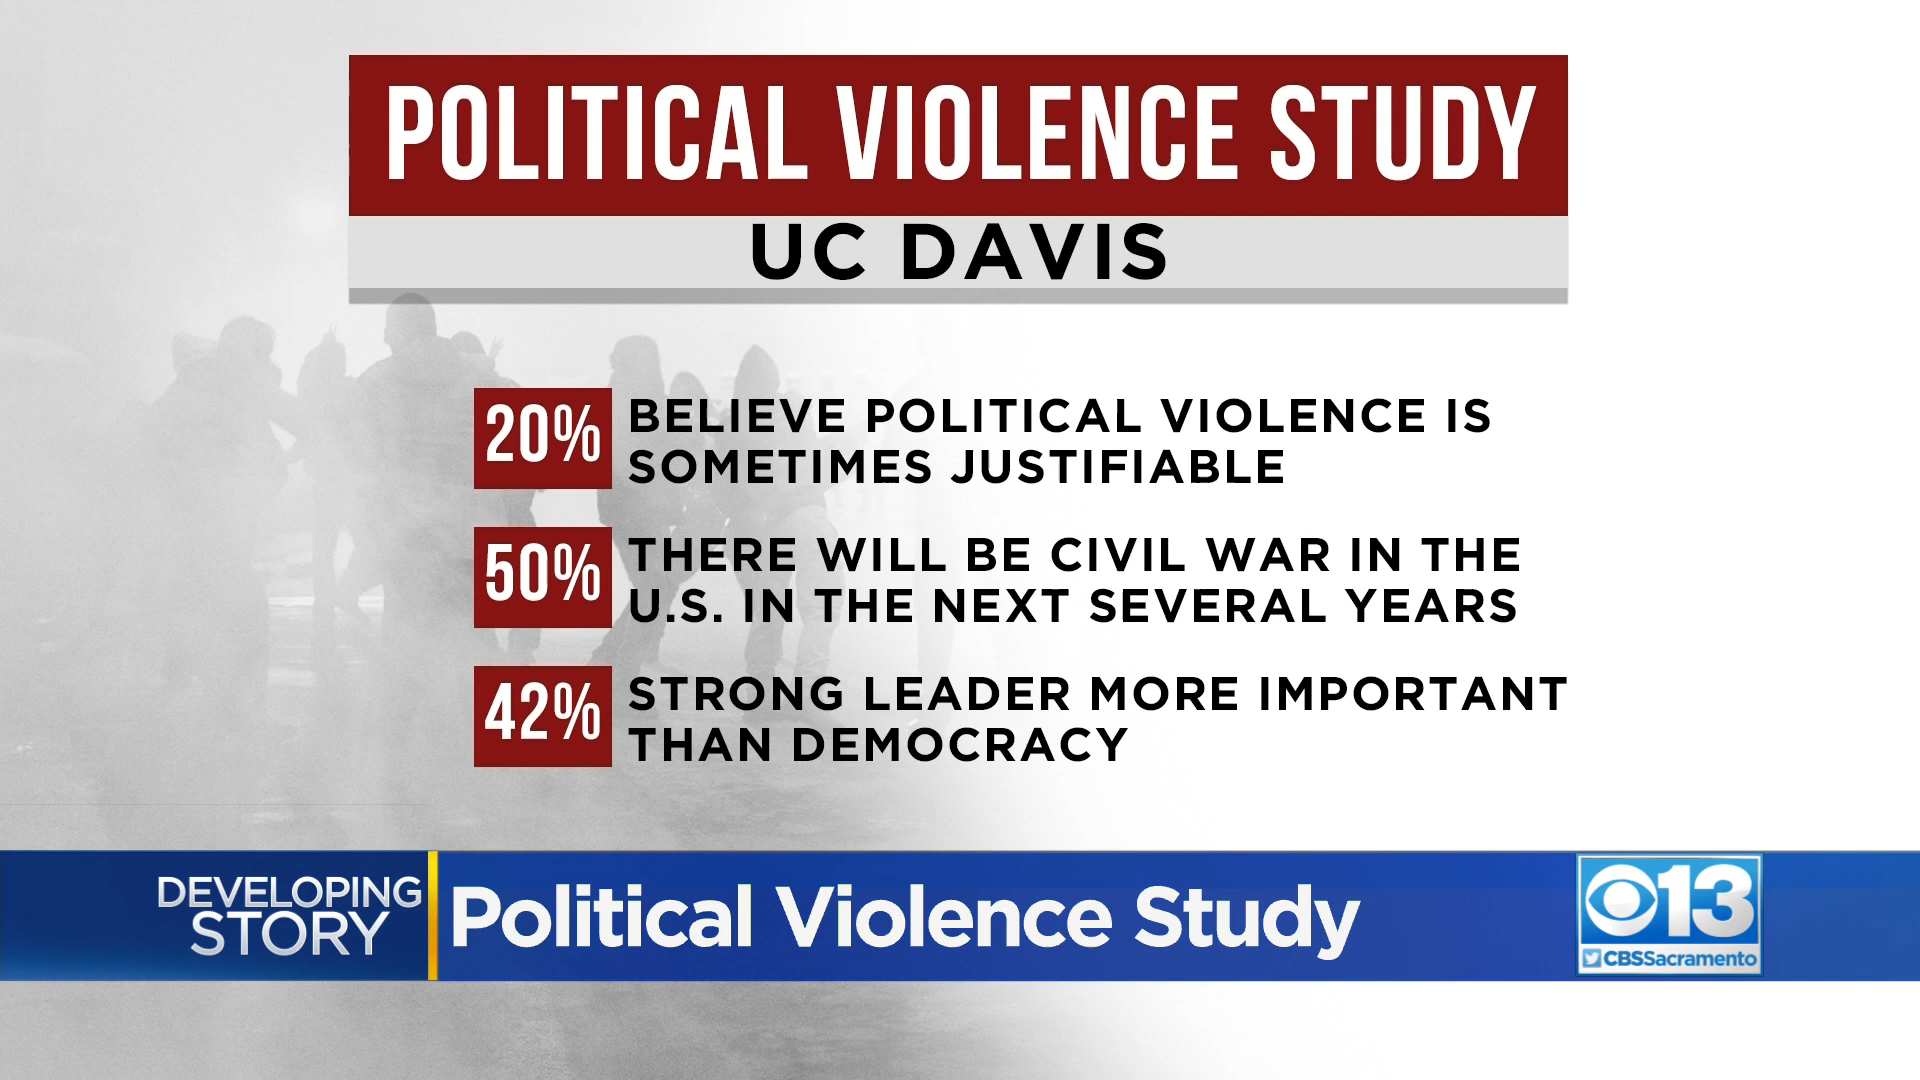 POLITICAL VIOLENCE STUDY
UC DAVIS
20% BELIEVE POLITICAL VIOLENCE IS
SOMETIMES JUSTIFIABLE
50% THERE WILL BE CIVIL WAR IN THE
U.S. IN THE NEXT SEVERAL YEARS
42% STRONG LEADER MORE IMPORTANT
THAN DEMOCRACY
DEVELOPING
STORY
Political Violence Study
13
CBSSacramento